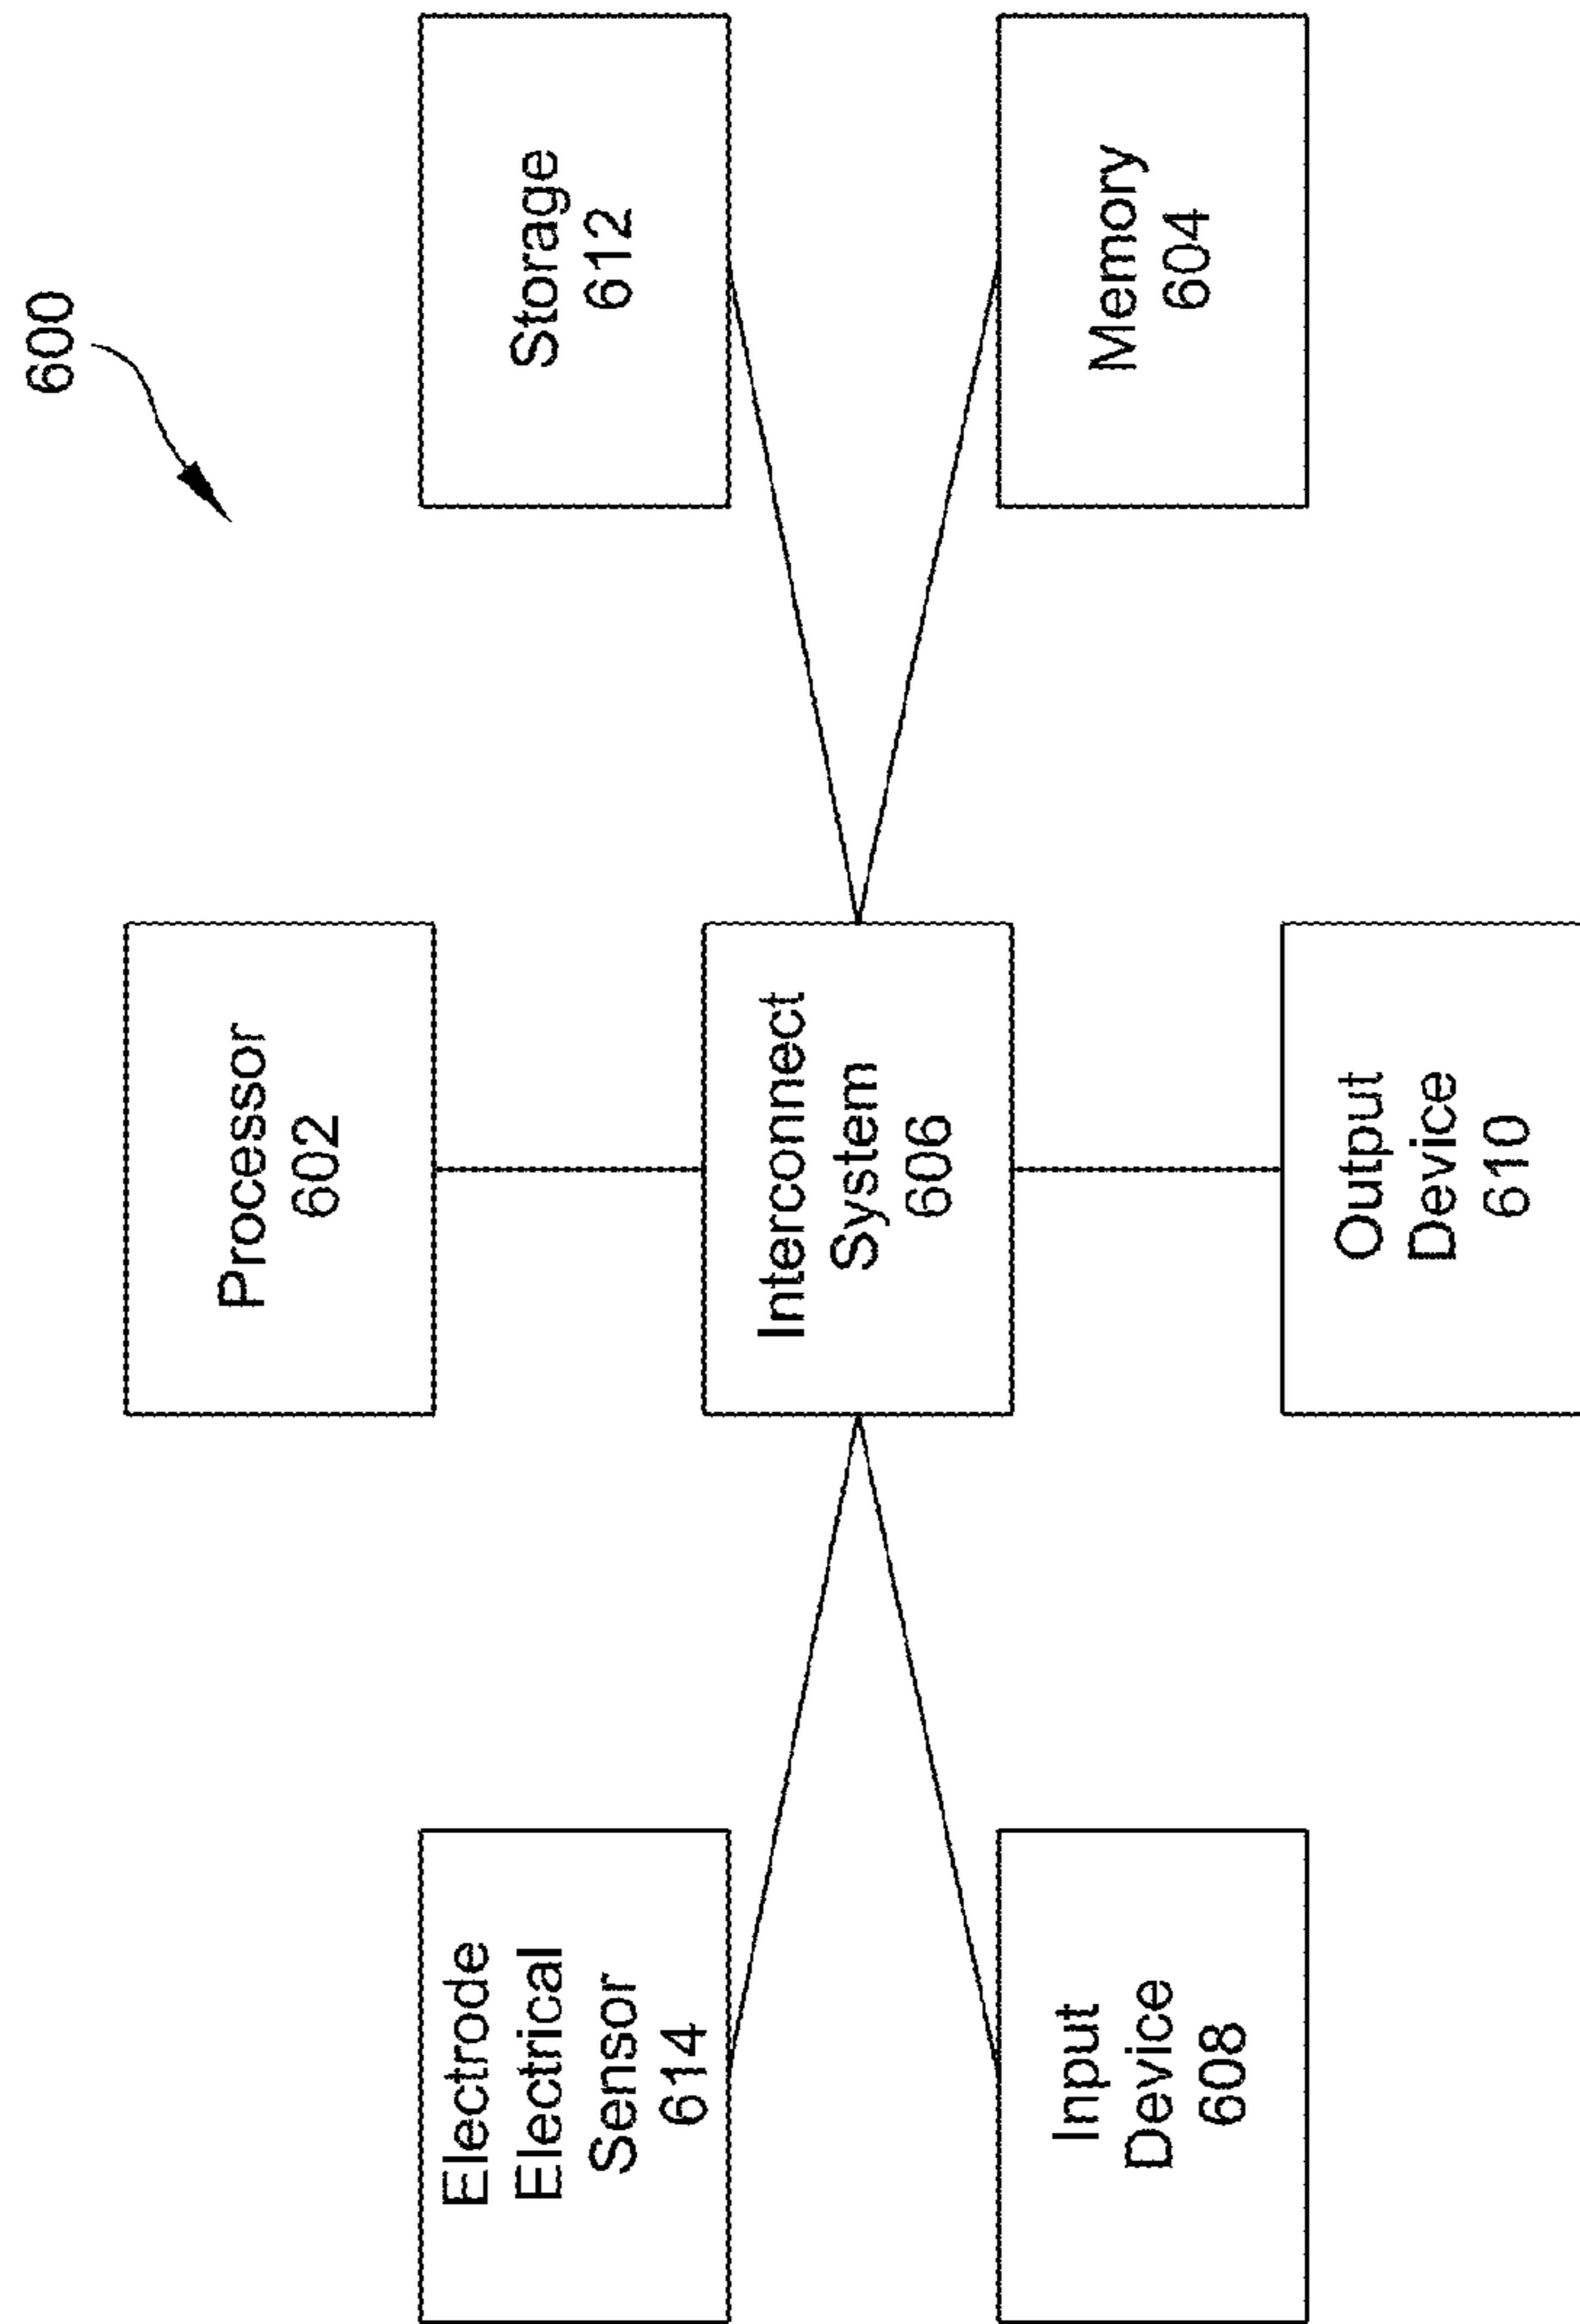 600
Processor
602
Electrode
Electrical
Sensor
614
Storage
612
Interconnect
System
606
Input
Device
608
Memory
604
Output
Device
610